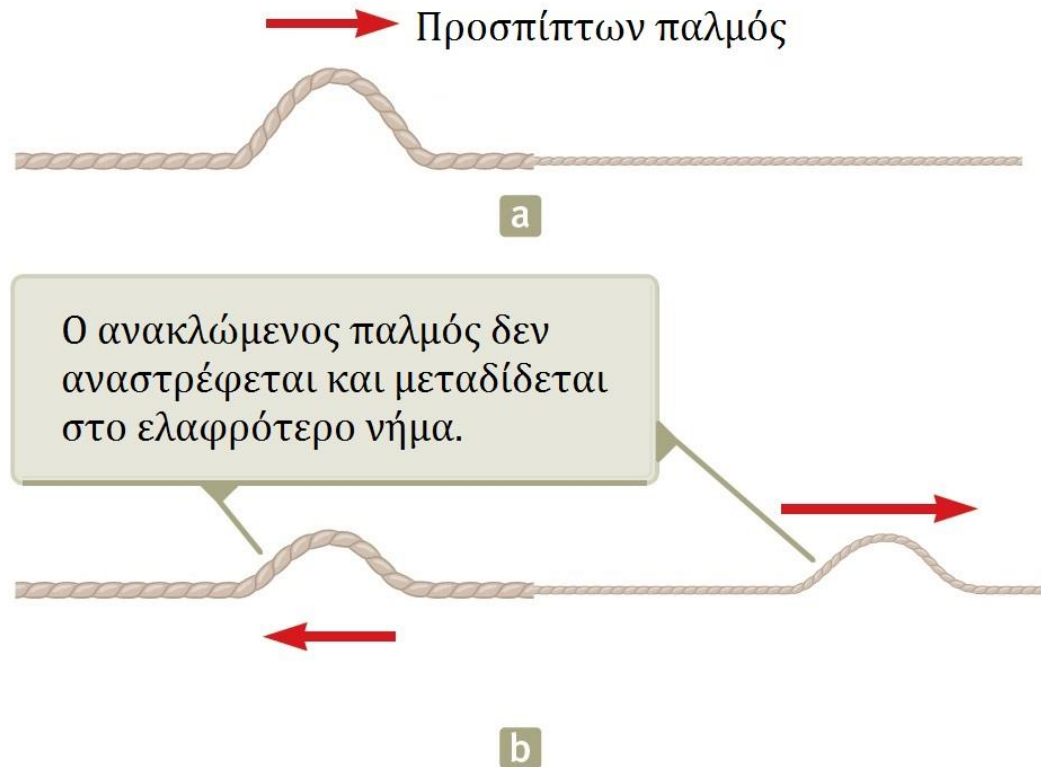 Προσπίπτων παλμός
a
Ο ανακλώμενος παλμός δεν
αναστρέφεται και μεταδίδεται
στο ελαφρότερο νήμα.
b